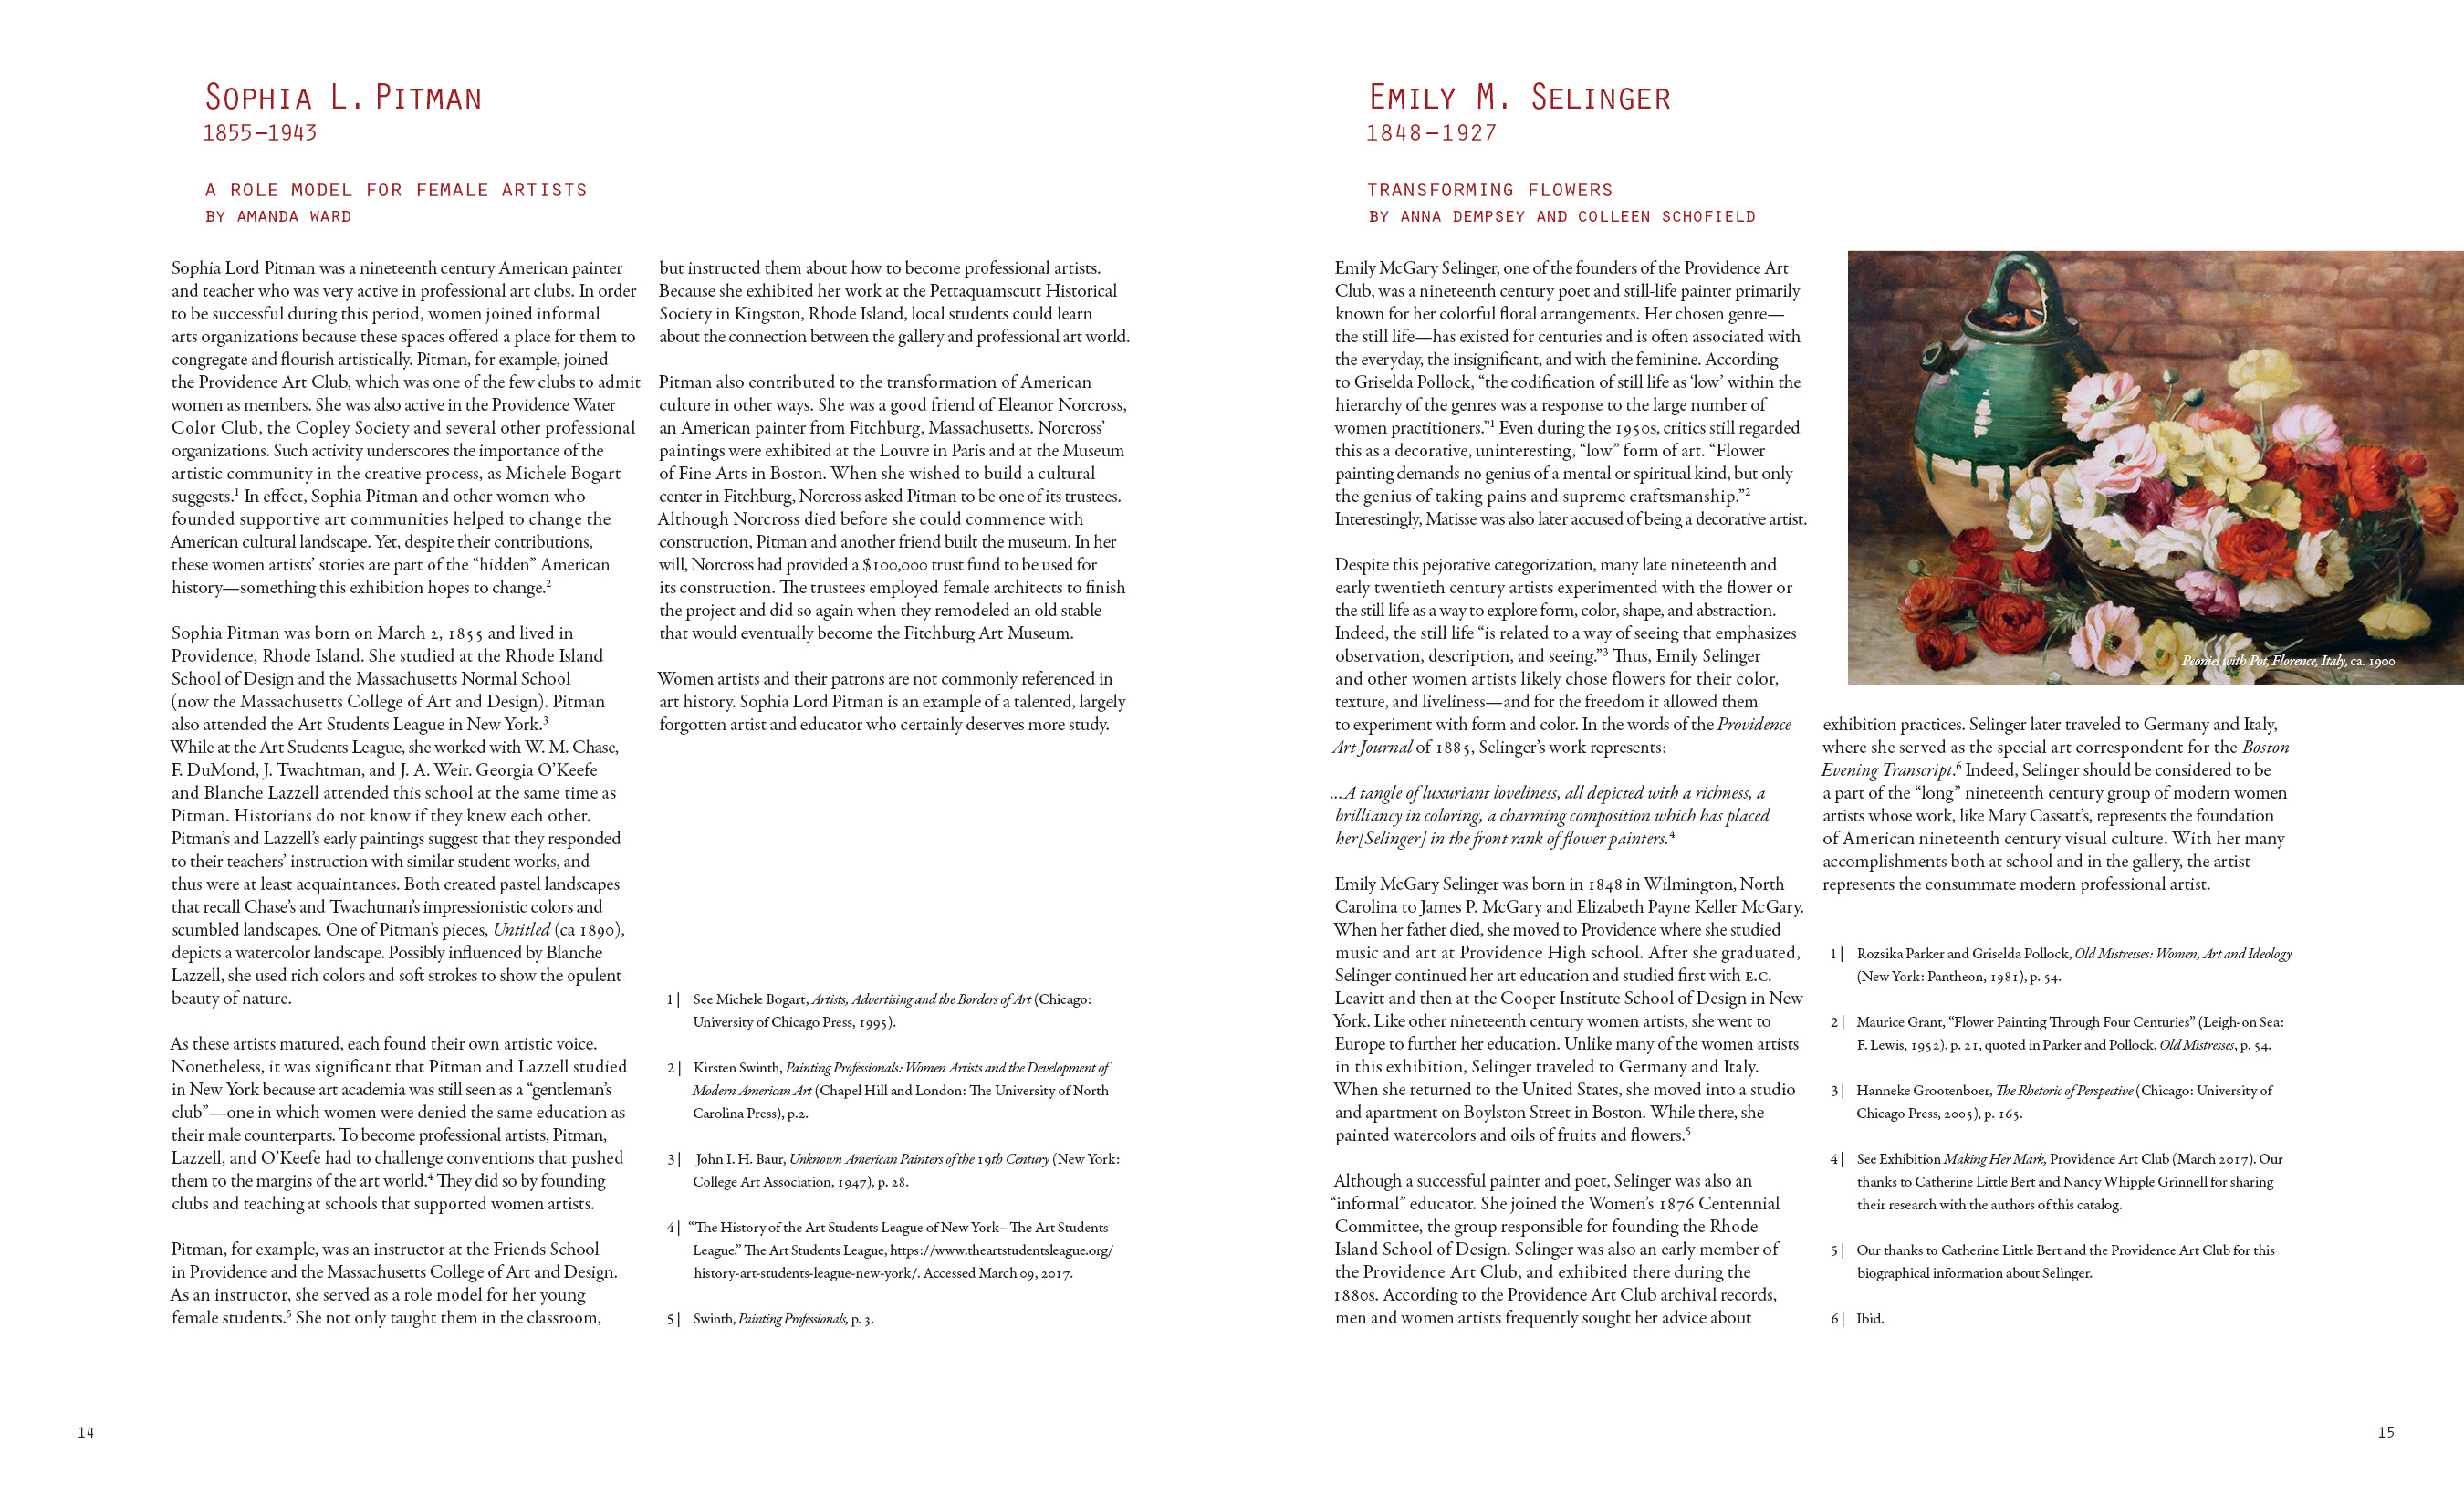 SOPHIA L. PITMAN
1855–1943
A ROLE MODEL FOR FEMALE ARTISTS
BY AMANDA WARD
Sophia Lord Pitman was a nineteenth century American painter
and teacher who was very active in professional art clubs. In order
to be successful during this period, women joined informal
arts organizations because these spaces offered a place for them to
congregate and flourish artistically. Pitman, for example, joined
the Providence Art Club, which was one of the few clubs to admit
women as members. She was also active in the Providence Water
Color Club, the Copley Society and several other professional
organizations. Such activity underscores the importance of the
artistic community in the creative process, as Michele Bogart
suggests.¹ In effect, Sophia Pitman and other women who
founded supportive art communities helped to change the
American cultural landscape. Yet, despite their contributions,
these women artists’ stories are part of the “hidden” American
history—something this exhibition hopes to change.²
Sophia Pitman was born on March 2, 1855 and lived in
Providence, Rhode Island. She studied at the Rhode Island
School of Design and the Massachusetts Normal School
(now the Massachusetts College of Art and Design). Pitman
also attended the Art Students League in New York.³
While at the Art Students League, she worked with W. M. Chase,
F. DuMond, J. Twachtman, and J. A. Weir. Georgia O’Keefe
and Blanche Lazzell attended this school at the same time as
Pitman. Historians do not know if they knew each other.
Pitman’s and Lazzell’s early paintings suggest that they responded
to their teachers’ instruction with similar student works, and
thus were at least acquaintances. Both created pastel landscapes
that recall Chase’s and Twachtman’s impressionistic colors and
scumbled landscapes. One of Pitman’s pieces, Untitled (ca 1890),
depicts a watercolor landscape. Possibly influenced by Blanche
Lazzell, she used rich colors and soft strokes to show the opulent
beauty of nature.
As these artists matured, each found their own artistic voice.
Nonetheless, it was significant that Pitman and Lazzell studied
in New York because art academia was still seen as a “gentleman’s
club”—one in which women were denied the same education as
their male counterparts. To become professional artists, Pitman,
Lazzell, and O’Keefe had to challenge conventions that pushed
them to the margins of the art world.⁴ They did so by founding
clubs and teaching at schools that supported women artists.
Pitman, for example, was an instructor at the Friends School
in Providence and the Massachusetts College of Art and Design.
As an instructor, she served as a role model for her young
female students.⁵ She not only taught them in the classroom,
but instructed them about how to become professional artists.
Because she exhibited her work at the Pettaquamscutt Historical
Society in Kingston, Rhode Island, local students could learn
about the connection between the gallery and professional art world.
Pitman also contributed to the transformation of American
culture in other ways. She was a good friend of Eleanor Norcross,
an American painter from Fitchburg, Massachusetts. Norcross’
paintings were exhibited at the Louvre in Paris and at the Museum
of Fine Arts in Boston. When she wished to build a cultural
center in Fitchburg, Norcross asked Pitman to be one of its trustees.
Although Norcross died before she could commence with
construction, Pitman and another friend built the museum. In her
will, Norcross had provided a $100,000 trust fund to be used for
its construction. The trustees employed female architects to finish
the project and did so again when they remodeled an old stable
that would eventually become the Fitchburg Art Museum.
Women artists and their patrons are not commonly referenced in
art history. Sophia Lord Pitman is an example of a talented, largely
forgotten artist and educator who certainly deserves more study.
1| See Michele Bogart, Artists, Advertising and the Borders of Art (Chicago:
University of Chicago Press, 1995).
2| Kirsten Swinth, Painting Professionals: Women Artists and the Development of
Modern American Art (Chapel Hill and London: The University of North
Carolina Press), p.2.
3| John I. H. Baur, Unknown American Painters of the 19th Century (New York:
College Art Association, 1947), p. 28.
4| “The History of the Art Students League of New York– The Art Students
League.” The Art Students League, https://www.theartstudentsleague.org/
history-art-students-league-new-york/. Accessed March 09, 2017.
5| Swinth, Painting Professionals, p. 3.
14
EMILY M. SELINGER
1848–1927
TRANSFORMING FLOWERS
BY ANNA DEMPSEY AND COLLEEN SCHOFIELD
Emily McGary Selinger, one of the founders of the Providence Art
Club, was a nineteenth century poet and still-life painter primarily
known for her colorful floral arrangements. Her chosen genre—
the still life—has existed for centuries and is often associated with
the everyday, the insignificant, and with the feminine. According
to Griselda Pollock, “the codification of still life as ‘low’ within the
hierarchy of the genres was a response to the large number of
women practitioners.”¹ Even during the 1950s, critics still regarded
this as a decorative, uninteresting, “low” form of art. “Flower
painting demands no genius of a mental or spiritual kind, but only
the genius of taking pains and supreme craftsmanship.”²
Interestingly, Matisse was also later accused of being a decorative artist.
Despite this pejorative categorization, many late nineteenth and
early twentieth century artists experimented with the flower or
the still life as a way to explore form, color, shape, and abstraction.
Indeed, the still life “is related to a way of seeing that emphasizes
observation, description, and seeing.”³ Thus, Emily Selinger
and other women artists likely chose flowers for their color,
texture, and liveliness—and for the freedom it allowed them
to experiment with form and color. In the words of the Providence
Art Journal of 1885, Selinger’s work represents:
...A tangle of luxuriant loveliness, all depicted with a richness, a
brilliancy in coloring, a charming composition which has placed
her[Selinger] in the front rank of flower painters.⁴
Emily McGary Selinger was born in 1848 in Wilmington, North
Carolina to James P. McGary and Elizabeth Payne Keller McGary.
When her father died, she moved to Providence where she studied
music and art at Providence High school. After she graduated,
Selinger continued her art education and studied first with E.C.
Leavitt and then at the Cooper Institute School of Design in New
York. Like other nineteenth century women artists, she went to
Europe to further her education. Unlike many of the women artists
in this exhibition, Selinger traveled to Germany and Italy.
When she returned to the United States, she moved into a studio
and apartment on Boylston Street in Boston. While there, she
painted watercolors and oils of fruits and flowers.⁵
Although a successful painter and poet, Selinger was also an
“informal” educator. She joined the Women’s 1876 Centennial
Committee, the group responsible for founding the Rhode
Island School of Design. Selinger was also an early member of
the Providence Art Club, and exhibited there during the
1880s. According to the Providence Art Club archival records,
men and women artists frequently sought her advice about
Peonies with Pot, Florence, Italy, ca. 1900
exhibition practices. Selinger later traveled to Germany and Italy,
where she served as the special art correspondent for the Boston
Evening Transcript.⁶ Indeed, Selinger should be considered to be
a part of the “long” nineteenth century group of modern women
artists whose work, like Mary Cassatt’s, represents the foundation
of American nineteenth century visual culture. With her many
accomplishments both at school and in the gallery, the artist
represents the consummate modern professional artist.
1| Rozsika Parker and Griselda Pollock, Old Mistresses: Women, Art and Ideology
(New York: Pantheon, 1981), p. 54.
2| Maurice Grant, “Flower Painting Through Four Centuries” (Leigh-on Sea:
F. Lewis, 1952), p. 21, quoted in Parker and Pollock, Old Mistresses, p. 54.
3| Hanneke Grootenboer, The Rhetoric of Perspective (Chicago: University of
Chicago Press, 2005), p. 165.
4| See Exhibition Making Her Mark, Providence Art Club (March 2017). Our
thanks to Catherine Little Bert and Nancy Whipple Grinnell for sharing
their research with the authors of this catalog.
5| Our thanks to Catherine Little Bert and the Providence Art Club for this
biographical information about Selinger.
6| Ibid.
15